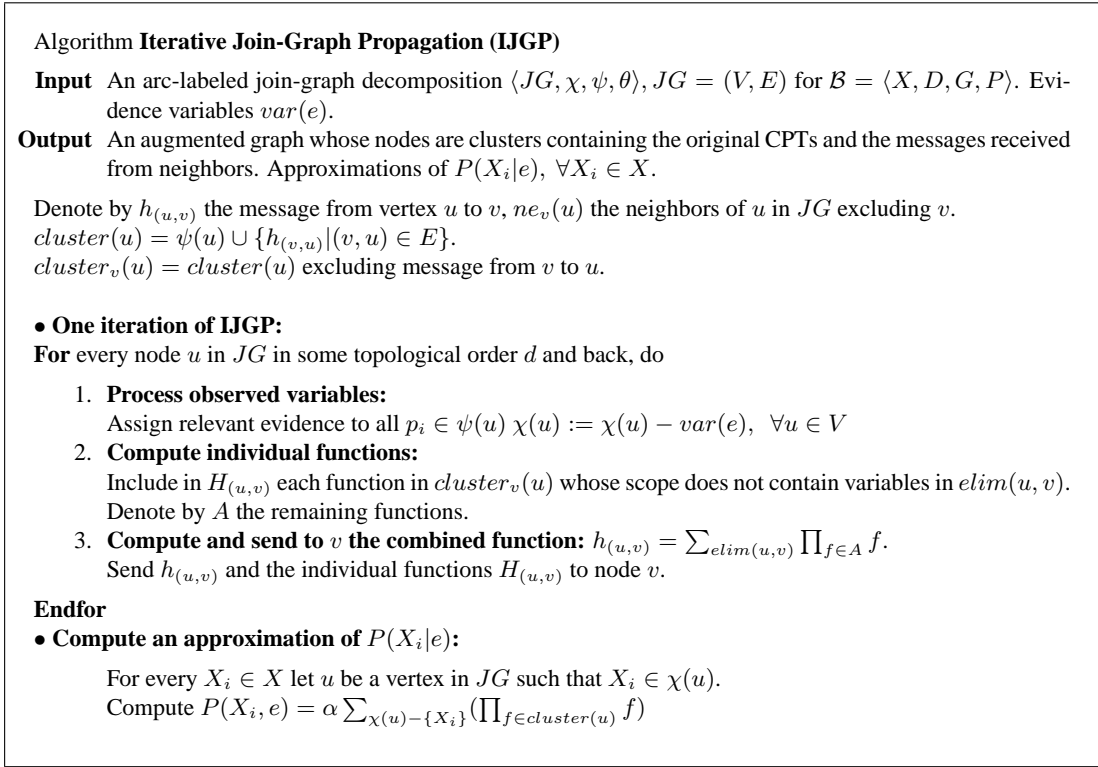 Algorithm Iterative Join-Graph Propagation (IJGP)
Input An arc-labeled join-graph decomposition ⟨JG, χ, ψ, θ⟩, JG = (V, E) for ℬ = ⟨X, D, G, P⟩. Evi-
dence variables var(e).
Output An augmented graph whose nodes are clusters containing the original CPTs and the messages received
from neighbors. Approximations of P(X_i|e), ∀X_i ∈ X.
Denote by h_(u,v) the message from vertex u to v, ne_v(u) the neighbors of u in JG excluding v.
cluster(u) = ψ(u) ∪ {h_(v,u)|(v, u) ∈ E}.
cluster_v(u) = cluster(u) excluding message from v to u.
• One iteration of IJGP:
For every node u in JG in some topological order d and back, do
1. Process observed variables:
Assign relevant evidence to all p_i ∈ ψ(u) χ(u) := χ(u) − var(e), ∀u ∈ V
2. Compute individual functions:
Include in H_(u,v) each function in cluster_v(u) whose scope does not contain variables in elim(u, v).
Denote by A the remaining functions.
3. Compute and send to v the combined function: h_(u,v) = ∑_elim(u,v) ∏_f∈A f.
Send h_(u,v) and the individual functions H_(u,v) to node v.
Endfor
• Compute an approximation of P(X_i|e):
For every X_i ∈ X let u be a vertex in JG such that X_i ∈ χ(u).
Compute P(X_i, e) = α ∑_χ(u)−{X_i} (∏_f∈cluster(u) f)